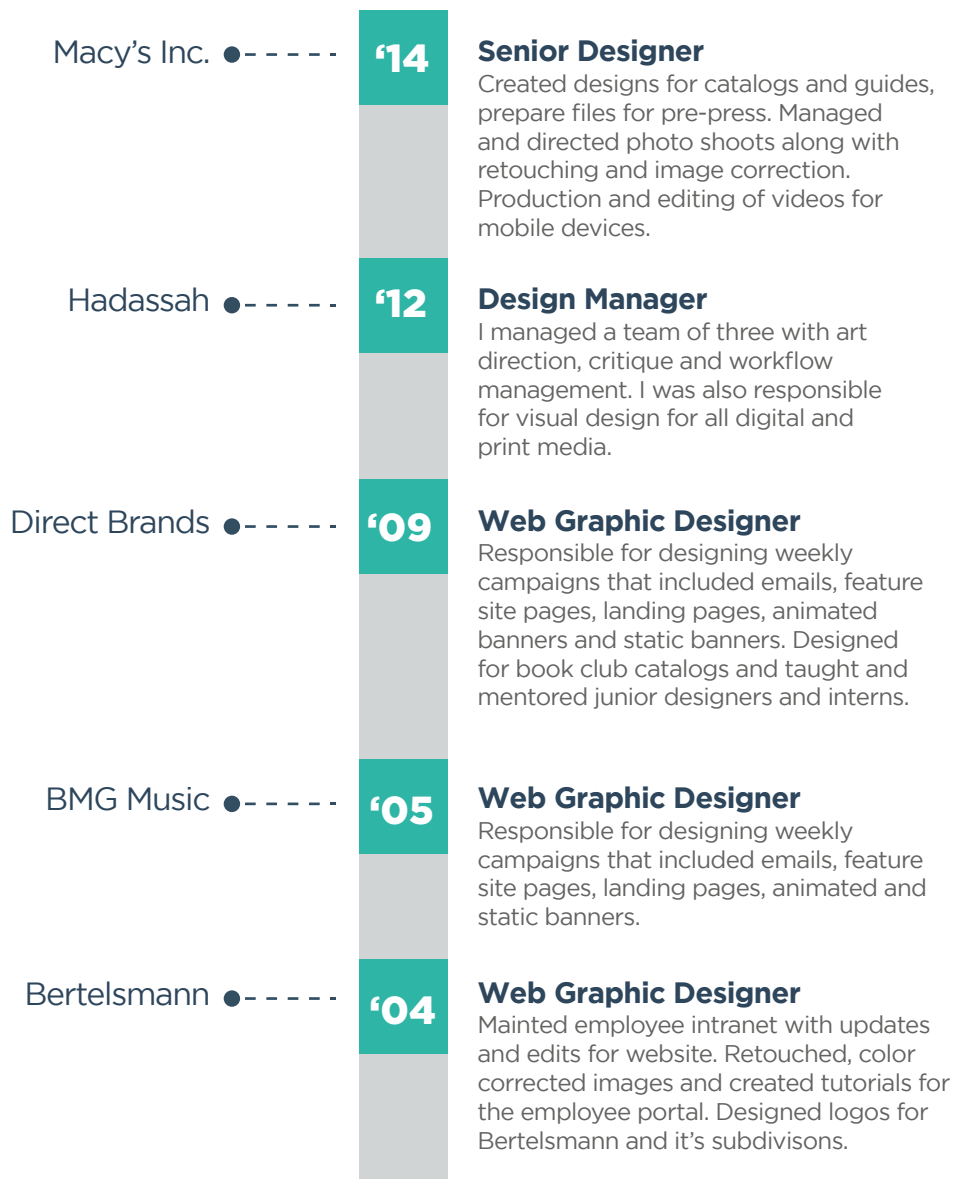 Macy’s Inc.
‘14
Senior Designer
Created designs for catalogs and guides,
prepare files for pre-press. Managed
and directed photo shoots along with
retouching and image correction.
Production and editing of videos for
mobile devices.
Hadassah
‘12
Design Manager
I managed a team of three with art
direction, critique and workflow
management. I was also responsible
for visual design for all digital and
print media.
Direct Brands
‘09
Web Graphic Designer
Responsible for designing weekly
campaigns that included emails, feature
site pages, landing pages, animated
banners and static banners. Designed
for book club catalogs and taught and
mentored junior designers and interns.
BMG Music
‘05
Web Graphic Designer
Responsible for designing weekly
campaigns that included emails, feature
site pages, landing pages, animated and
static banners.
Bertelsmann
‘04
Web Graphic Designer
Mainted employee intranet with updates
and edits for website. Retouched, color
corrected images and created tutorials for
the employee portal. Designed logos for
Bertelsmann and it’s subdivisons.